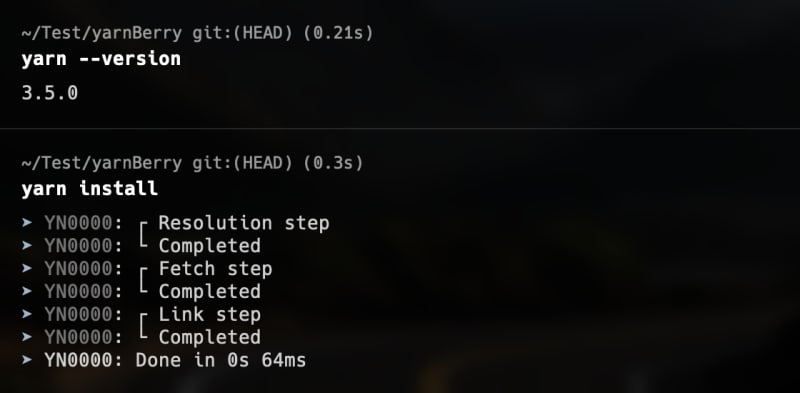 ~/Test/yarnBerry git:(HEAD) (0.21s)
yarn --version
3.5.0
~/Test/yarnBerry git:(HEAD) (0.3s)
yarn install
➤ YN0000: ┌ Resolution step
➤ YN0000: └ Completed
➤ YN0000: ┌ Fetch step
➤ YN0000: └ Completed
➤ YN0000: ┌ Link step
➤ YN0000: └ Completed
➤ YN0000: Done in 0s 64ms